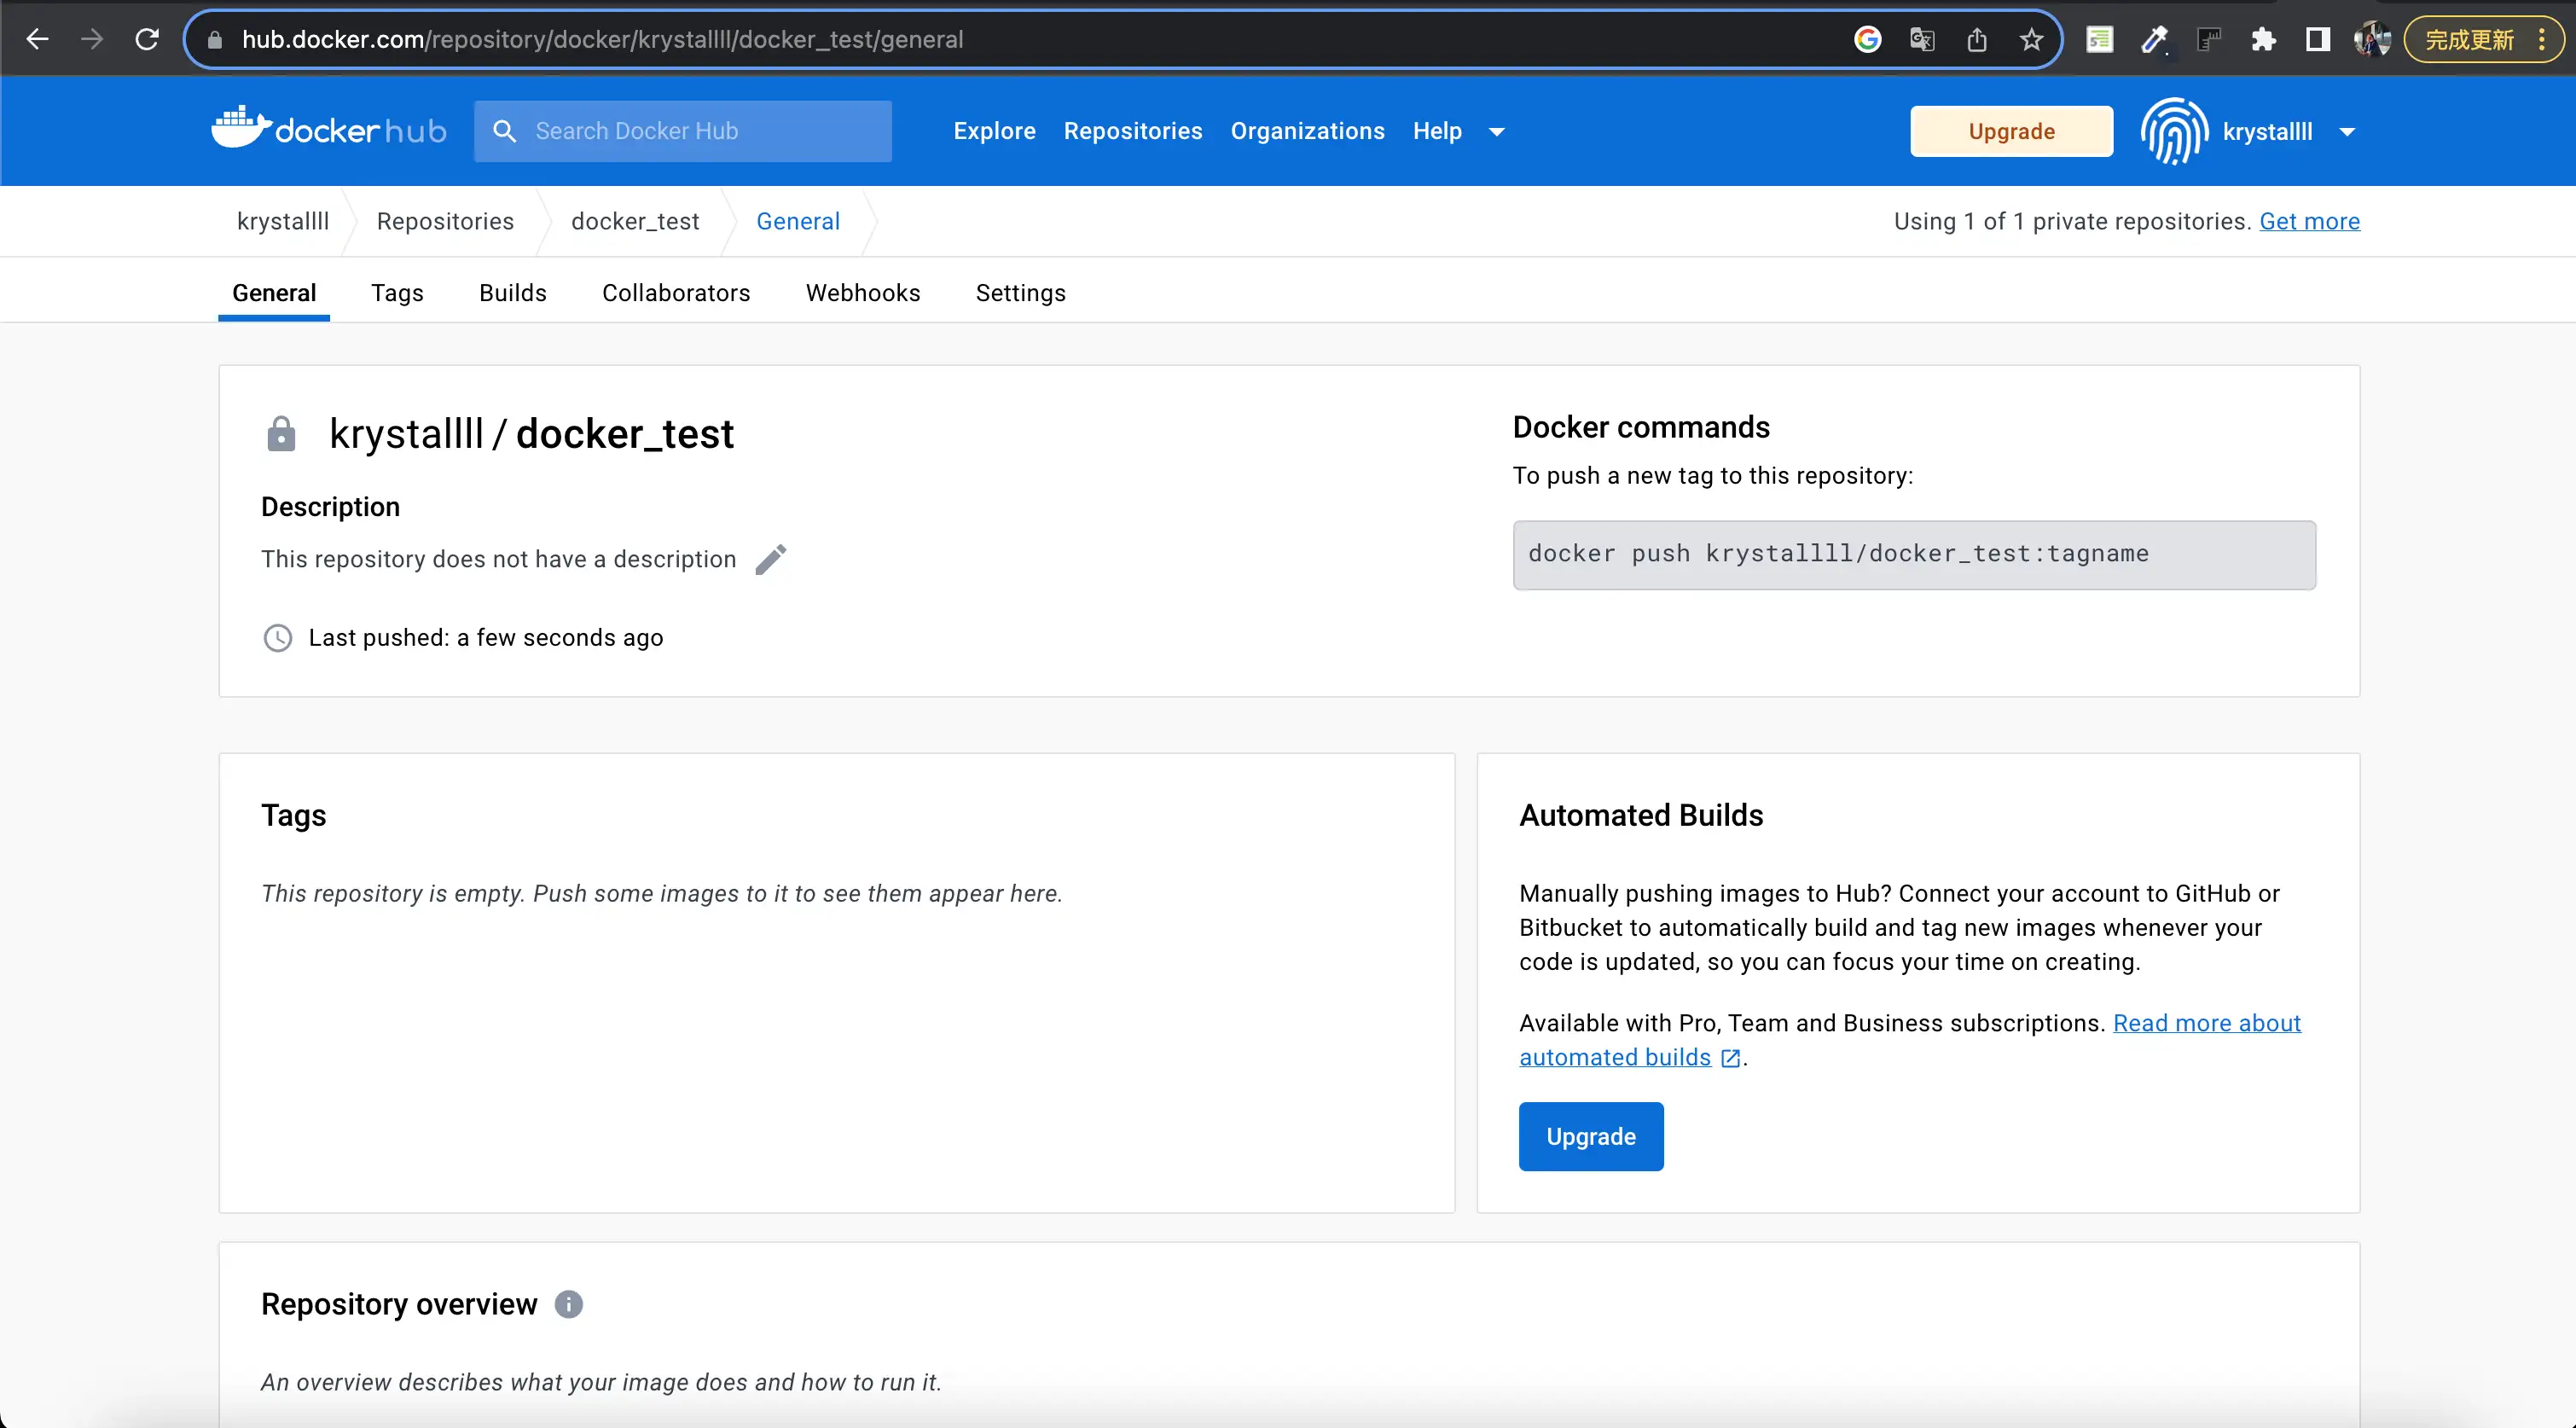 hub.docker.com/repository/docker/krystallll/docker_test/general
完成更新
docker hub
Search Docker Hub
Explore
Repositories
Organizations
Help
Upgrade
krystallll
krystallll
Repositories
docker_test
General
Using 1 of 1 private repositories. Get more
General
Tags
Builds
Collaborators
Webhooks
Settings
krystallll / docker_test
Description
This repository does not have a description
Last pushed: a few seconds ago
Docker commands
To push a new tag to this repository:
docker push krystallll/docker_test:tagname
Tags
This repository is empty. Push some images to it to see them appear here.
Automated Builds
Manually pushing images to Hub? Connect your account to GitHub or
Bitbucket to automatically build and tag new images whenever your
code is updated, so you can focus your time on creating.
Available with Pro, Team and Business subscriptions. Read more about
automated builds.
Upgrade
Repository overview
An overview describes what your image does and how to run it.